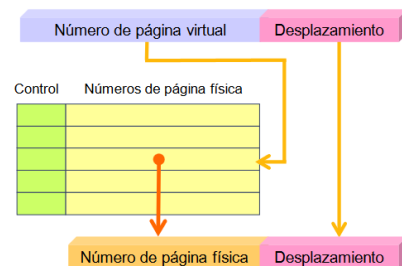 Número de página virtual Desplazamiento
Control Números de página física
Número de página física Desplazamiento